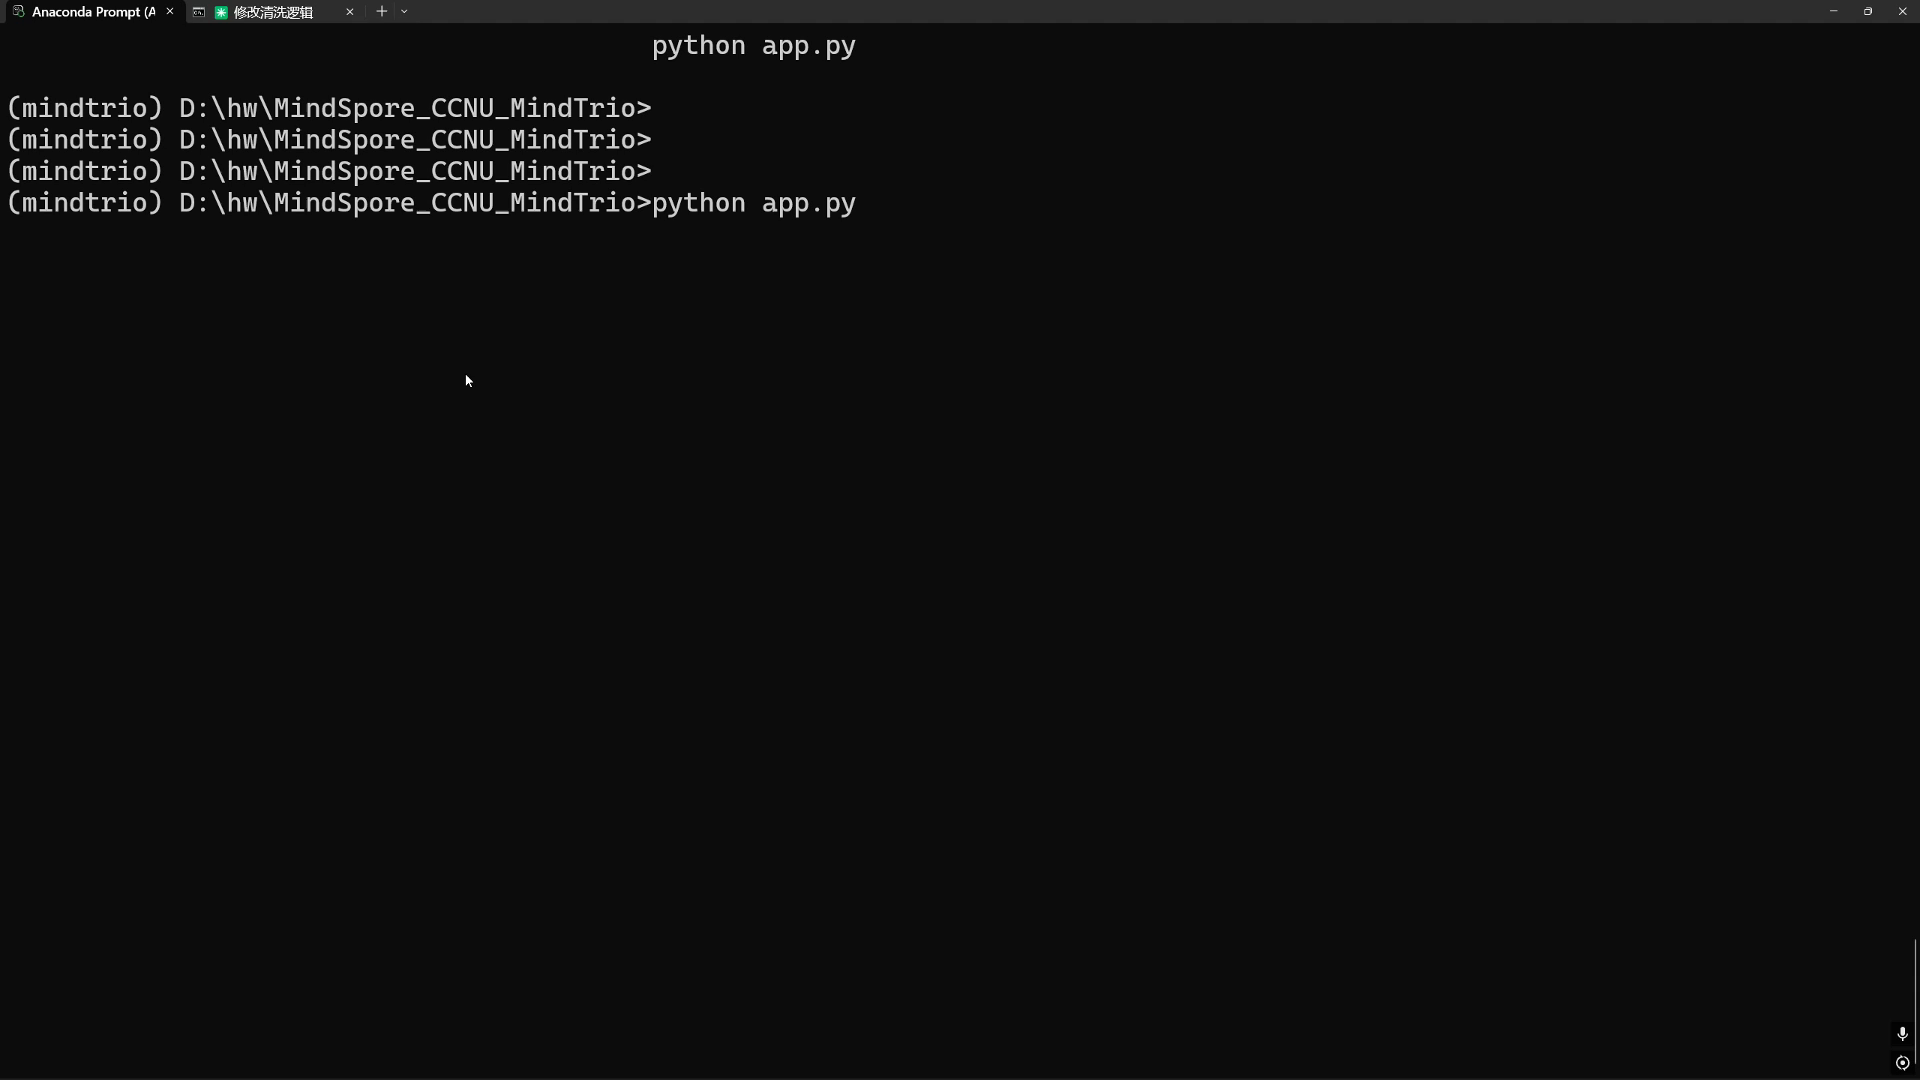 Anaconda Prompt (A
修改清洗逻辑
python app.py
(mindtrio) D:\hw\MindSpore_CCNU_MindTrio>
(mindtrio) D:\hw\MindSpore_CCNU_MindTrio>
(mindtrio) D:\hw\MindSpore_CCNU_MindTrio>
(mindtrio) D:\hw\MindSpore_CCNU_MindTrio>python app.py